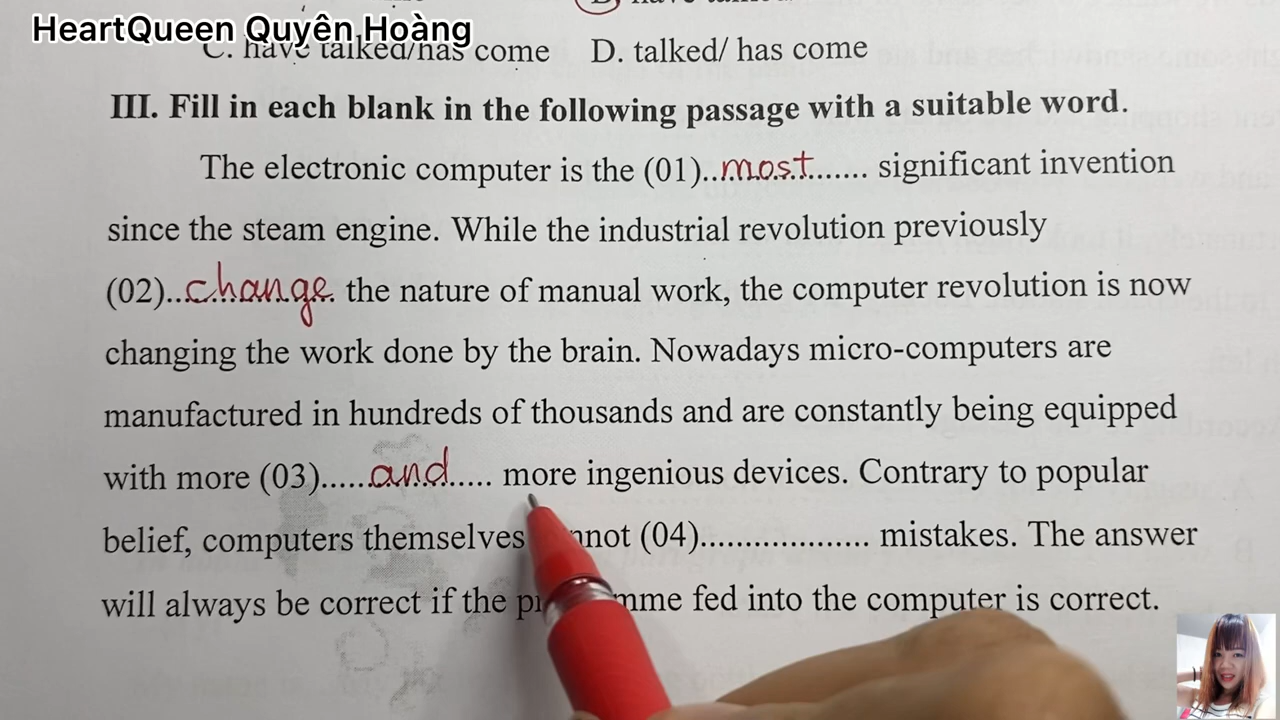 HeartQueen Quyên Hoàng
C. have talked/has come D. talked/ has come
III. Fill in each blank in the following passage with a suitable word.
The electronic computer is the (01)..most......... significant invention
since the steam engine. While the industrial revolution previously
(02)..change. the nature of manual work, the computer revolution is now
changing the work done by the brain. Nowadays micro-computers are
manufactured in hundreds of thousands and are constantly being equipped
with more (03)......and..... more ingenious devices. Contrary to popular
belief, computers themselves (04)................... mistakes. The answer
will always be correct if the fed into the computer is correct.